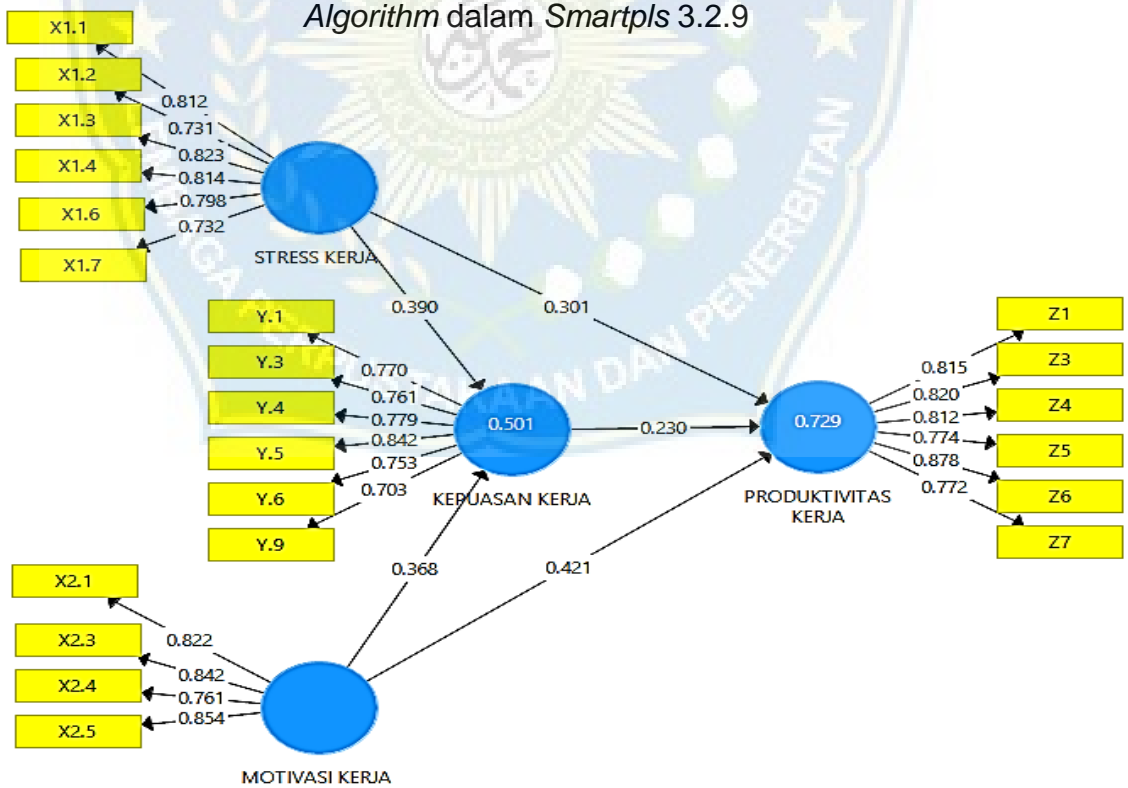 Algorithm dalam Smartpls 3.2.9
X1.1
X1.2
X1.3
X1.4
X1.6
X1.7
0.812
0.731
0.823
0.814
0.798
0.732
STRESS KERJA
0.390
0.301
Y.1
Y.3
Y.4
Y.5
Y.6
Y.9
0.770
0.761
0.779
0.842
0.753
0.703
0.501
KEPUASAN KERJA
0.230
0.729
PRODUKTIVITAS
KERJA
0.815
0.820
0.812
0.774
0.878
0.772
Z1
Z3
Z4
Z5
Z6
Z7
0.368
0.421
X2.1
X2.3
X2.4
X2.5
0.822
0.842
0.761
0.854
MOTIVASI KERJA
DAN PENERBITAN